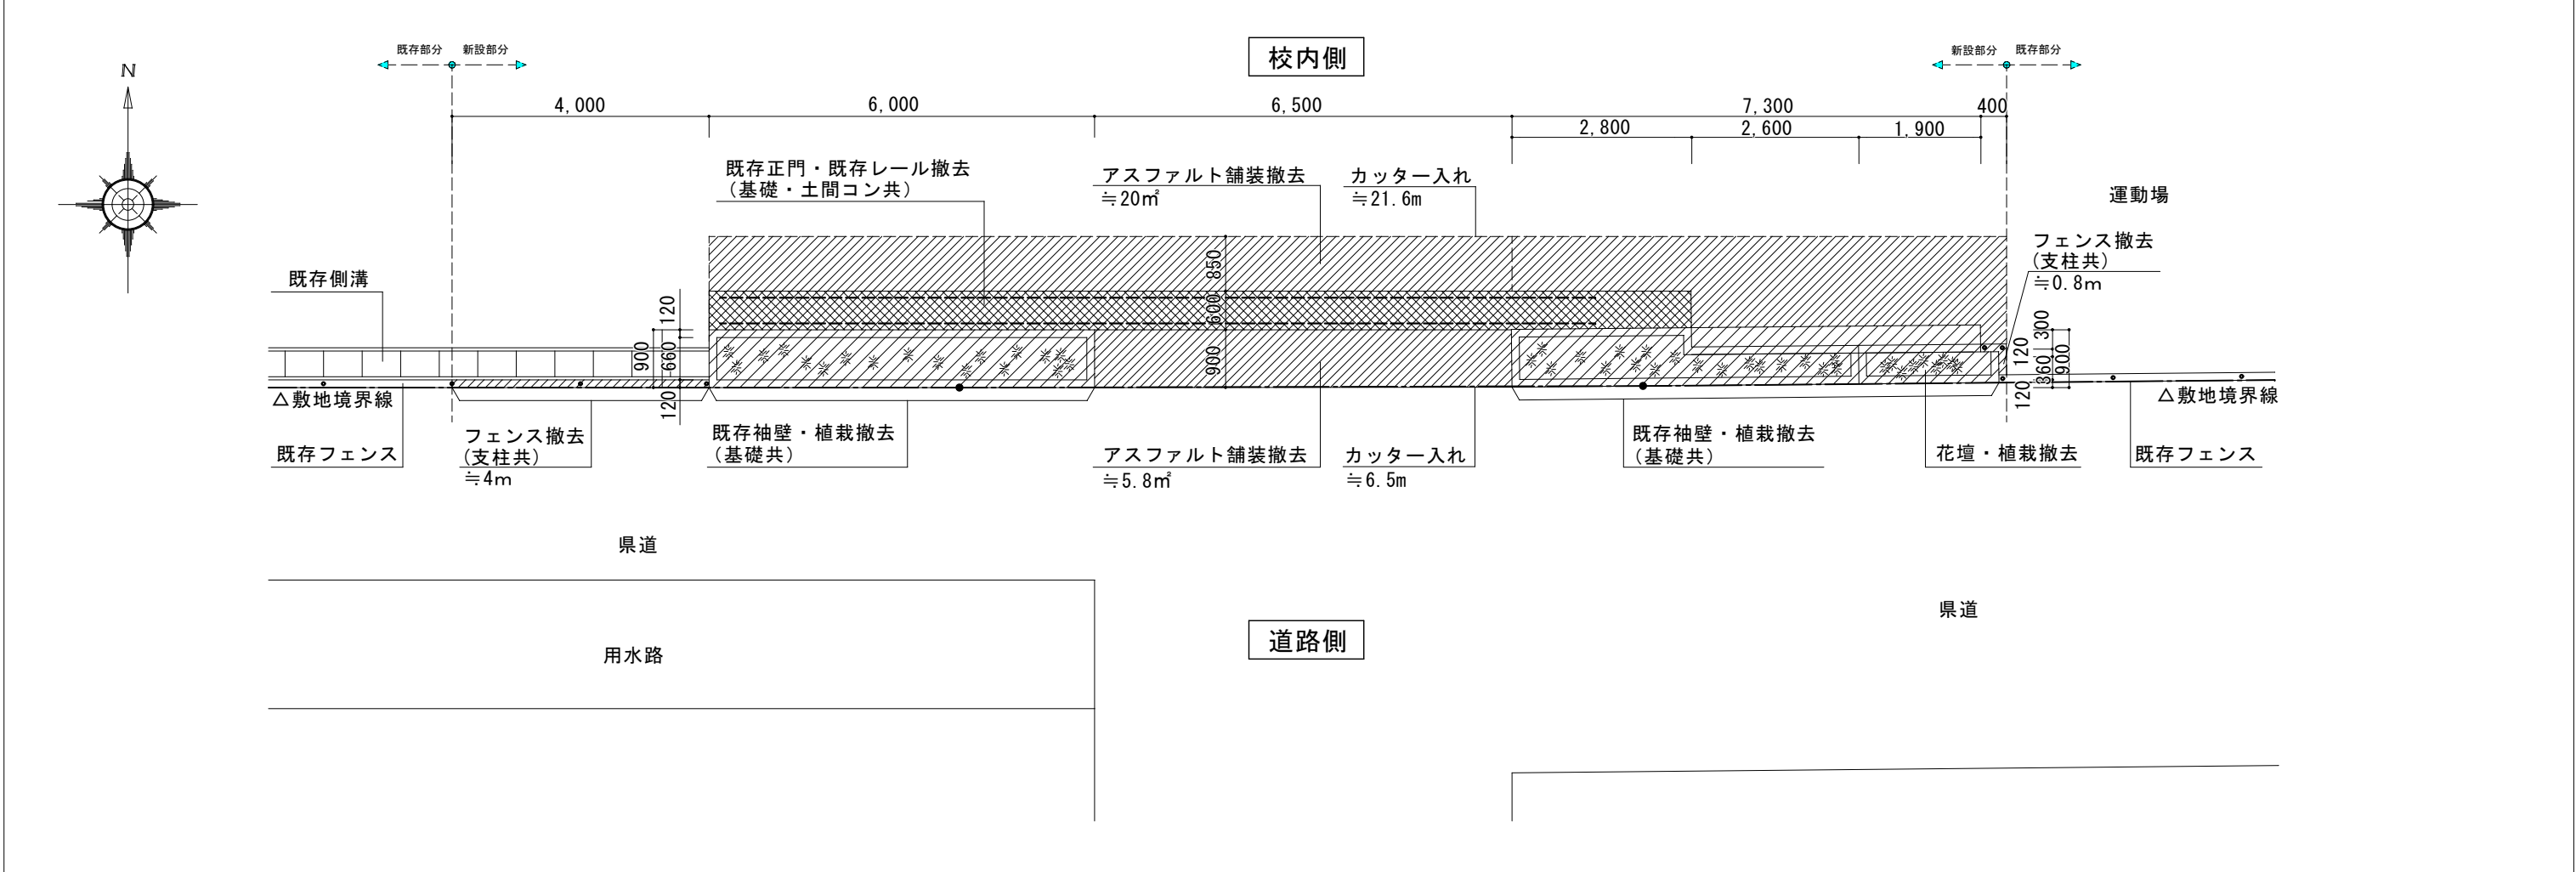 既存部分 新設部分
校内側
新設部分 既存部分
N
4,000 6,000 6,500 7,300 400
2,800 2,600 1,900
既存正門・既存レール撤去
(基礎・土間コン共)
アスファルト舗装撤去
≒20㎡
カッター入れ
≒21.6m
運動場
フェンス撤去
(支柱共)
≒0.8m
既存側溝
850
600
900
120
900
660
120
300
120
360
900
120
△敷地境界線
△敷地境界線
既存フェンス
フェンス撤去
(支柱共)
≒4m
既存袖壁・植栽撤去
(基礎共)
アスファルト舗装撤去
≒5.8㎡
カッター入れ
≒6.5m
既存袖壁・植栽撤去
(基礎共)
花壇・植栽撤去
既存フェンス
県道
県道
用水路
道路側